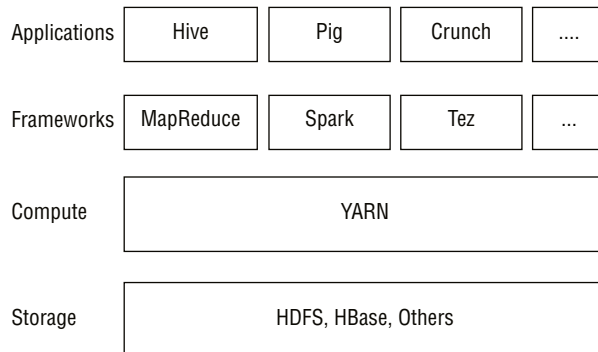 Applications Hive Pig Crunch ....
Frameworks MapReduce Spark Tez ...
Compute YARN
Storage HDFS, HBase, Others